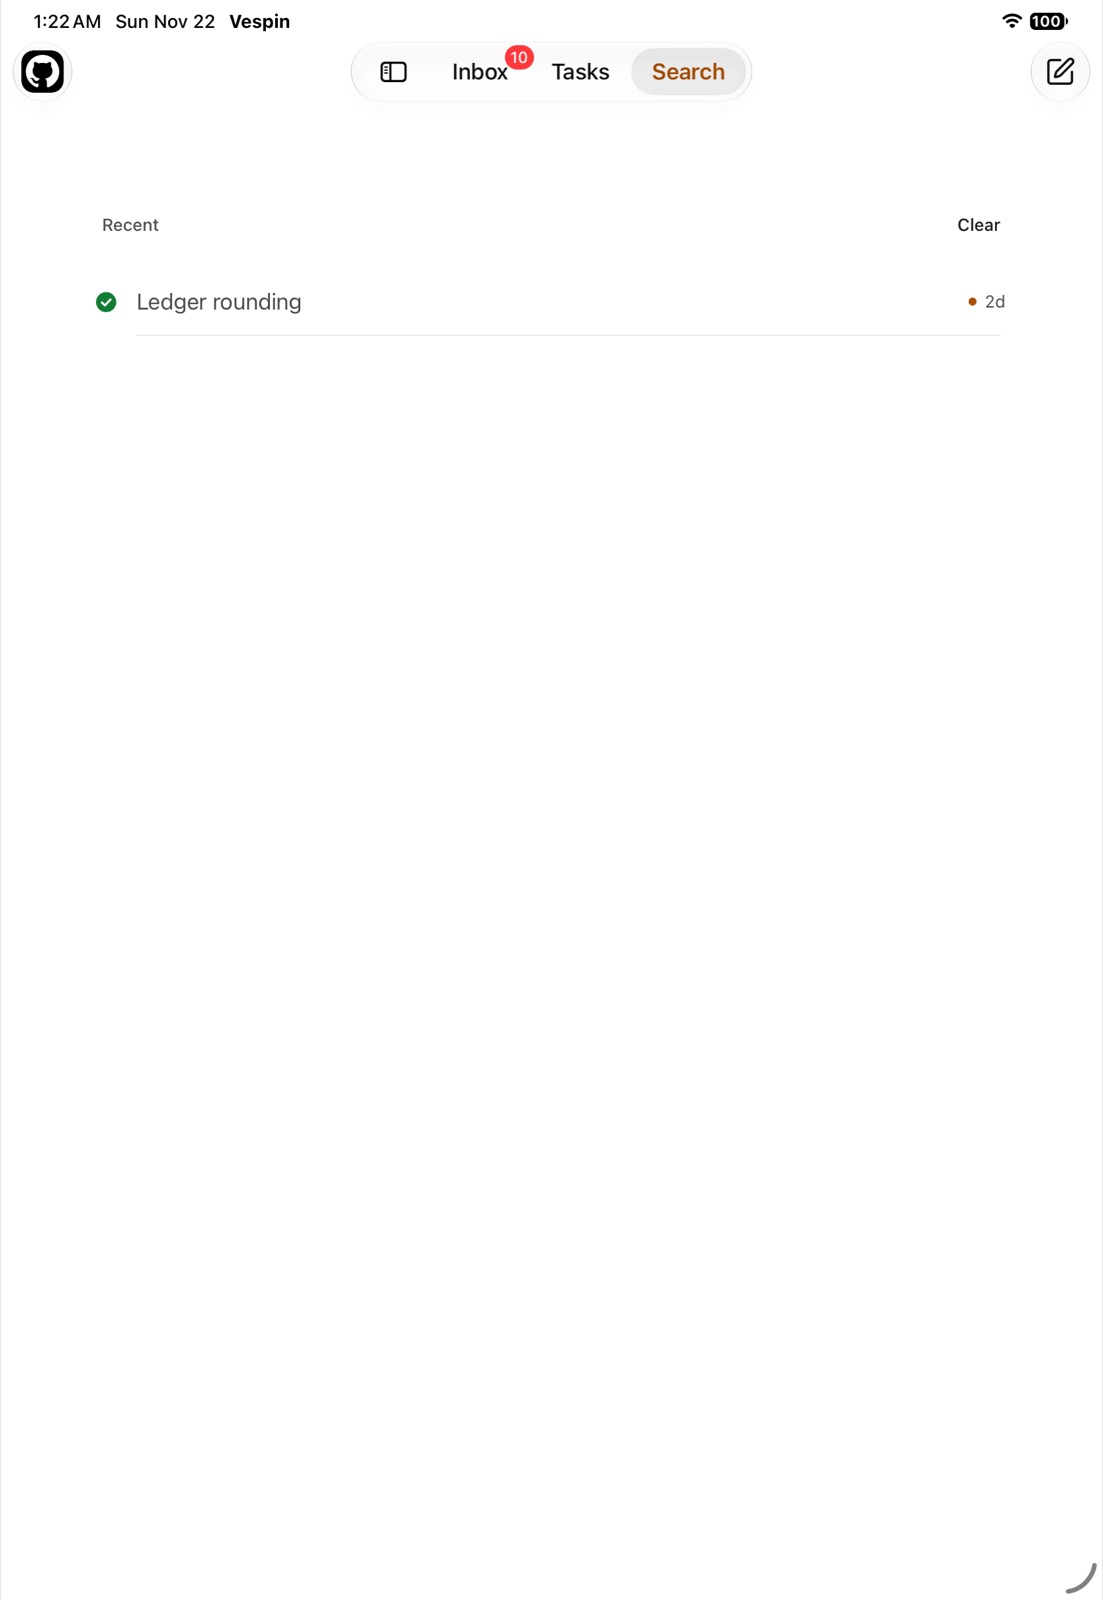 1:22 AM Sun Nov 22 Vespin 100
Inbox 10 Tasks Search
Recent Clear
Ledger rounding 2d